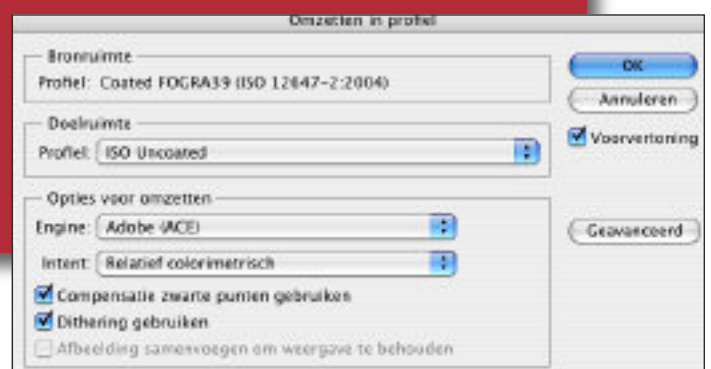 Omzetten in profiel
Bronruimte
Profiel: Coated FOGRA39 (ISO 12647-2:2004)
Doelruimte
Profiel: ISO Uncoated
Opties voor omzetten
Engine: Adobe (ACE)
Intent: Relatief colorimetrisch
Compensatie zwarte punten gebruiken
Dithering gebruiken
Afbeelding samenvoegen om weergave te behouden
OK
Annuleren
Voorvertoning
Geavanceerd